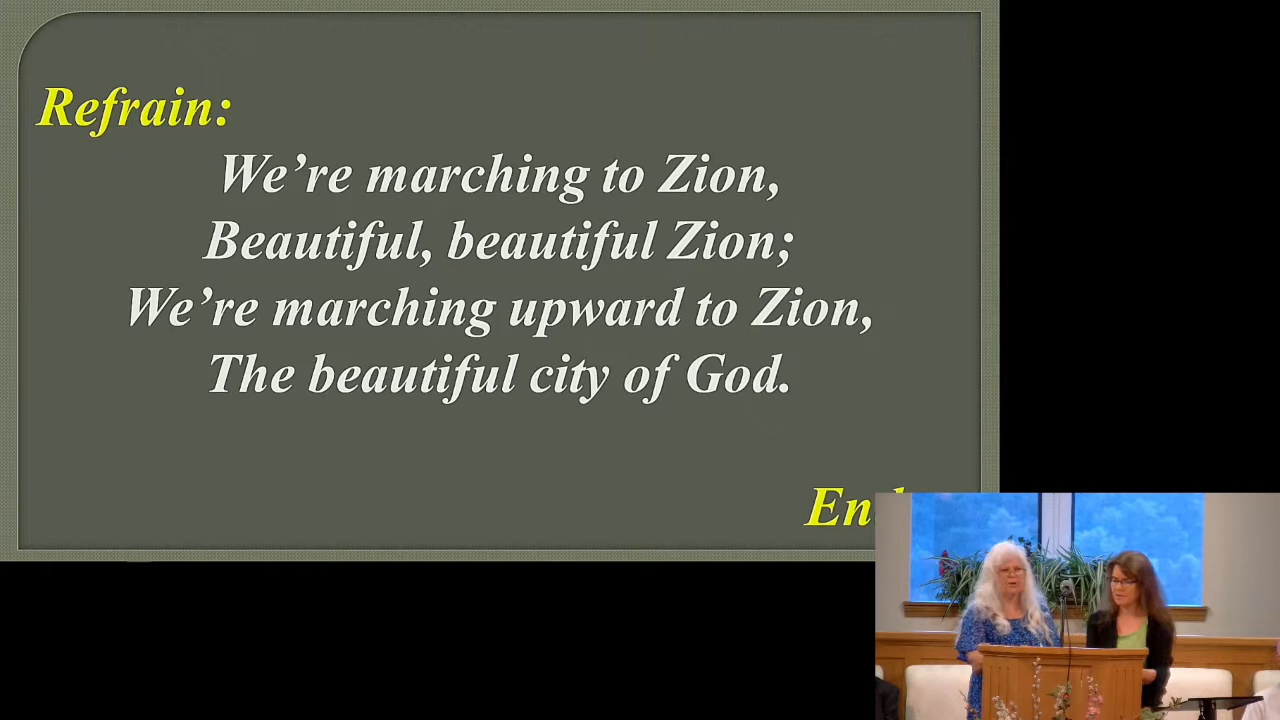 Refrain:
We're marching to Zion,
Beautiful, beautiful Zion;
We're marching upward to Zion,
The beautiful city of God.